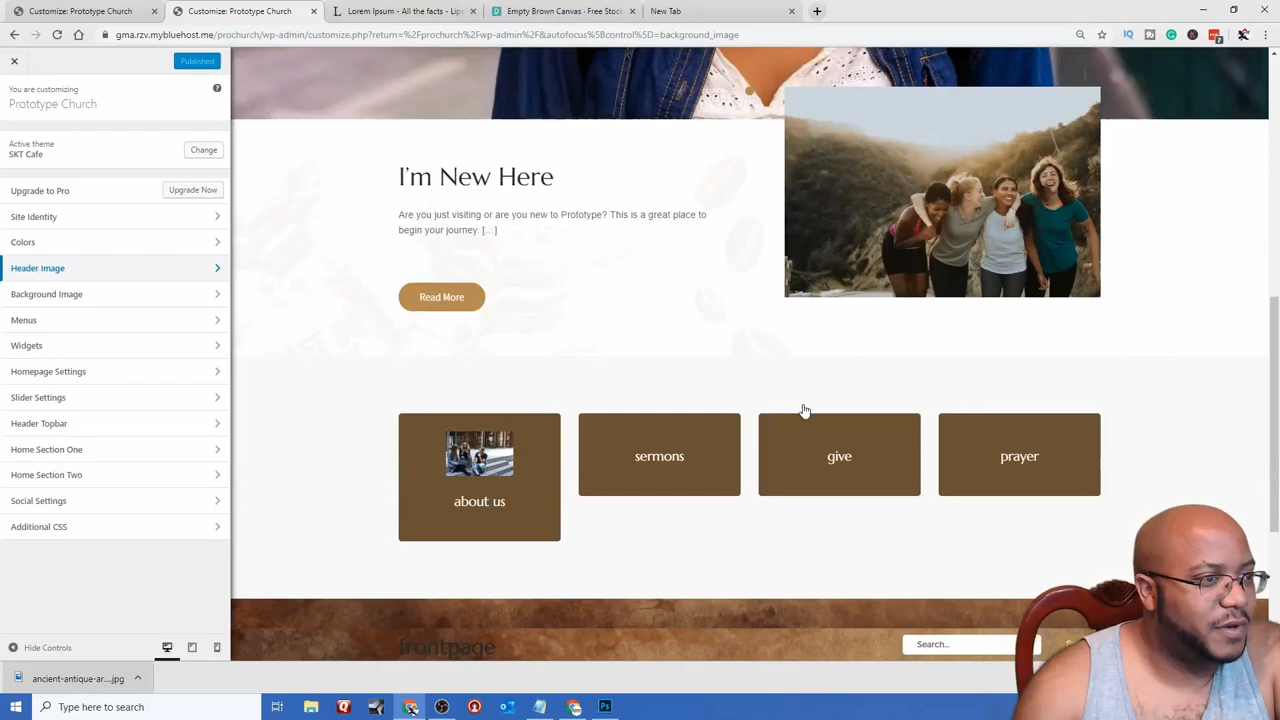 Customize: Prototype Church
Customize: Prototype Church
Lorem Ipsum - All the facts - Lip
Empty Brown Canvas · Free Stock
New Tab
gma.rzv.mybluehost.me/prochurch/wp-admin/customize.php?return=%2Fprochurch%2Fwp-admin%2F&autofocus%5Bcontrol%5D=background_image
Published
You are customizing
Prototype Church
Active theme
SKT Cafe
Change
Upgrade to Pro
Upgrade Now
Site Identity
Colors
Header Image
Background Image
Menus
Widgets
Homepage Settings
Slider Settings
Header Topbar
Home Section One
Home Section Two
Social Settings
Additional CSS
Hide Controls
I'm New Here
Are you just visiting or are you new to Prototype? This is a great place to
begin your journey. […]
Read More
about us
sermons
give
prayer
frontpage
Search...
ancient-antique-ar....jpg
Type here to search